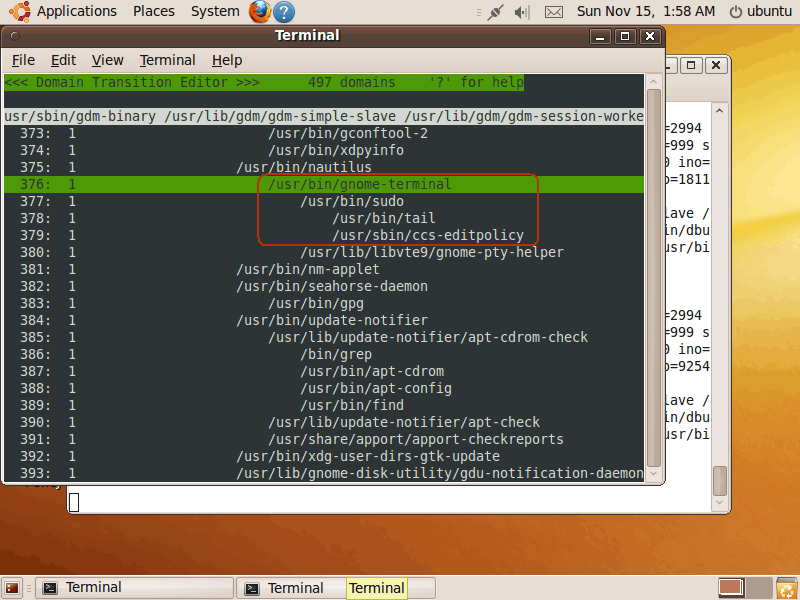 Applications Places System ? Sun Nov 15, 1:58 AM ubuntu
Terminal
File Edit View Terminal Help
<<< Domain Transition Editor >>> 497 domains '?' for help
usr/sbin/gdm-binary /usr/lib/gdm/gdm-simple-slave /usr/lib/gdm/gdm-session-worke
373: 1 /usr/bin/gconftool-2
374: 1 /usr/bin/xdpyinfo
375: 1 /usr/bin/nautilus
376: 1 /usr/bin/gnome-terminal
377: 1 /usr/bin/sudo
378: 1 /usr/bin/tail
379: 1 /usr/sbin/ccs-editpolicy
380: 1 /usr/lib/libvte9/gnome-pty-helper
381: 1 /usr/bin/nm-applet
382: 1 /usr/bin/seahorse-daemon
383: 1 /usr/bin/gpg
384: 1 /usr/bin/update-notifier
385: 1 /usr/lib/update-notifier/apt-cdrom-check
386: 1 /bin/grep
387: 1 /usr/bin/apt-cdrom
388: 1 /usr/bin/apt-config
389: 1 /usr/bin/find
390: 1 /usr/lib/update-notifier/apt-check
391: 1 /usr/share/apport/apport-checkreports
392: 1 /usr/bin/xdg-user-dirs-gtk-update
393: 1 /usr/lib/gnome-disk-utility/gdu-notification-daemon
=2994
=999 s
0 ino=
o=1811
lave /
in/dbu
usr/bi
=2994
=999 s
0 ino=
o=9254
lave /
in/dbu
usr/bi
Terminal Terminal Terminal